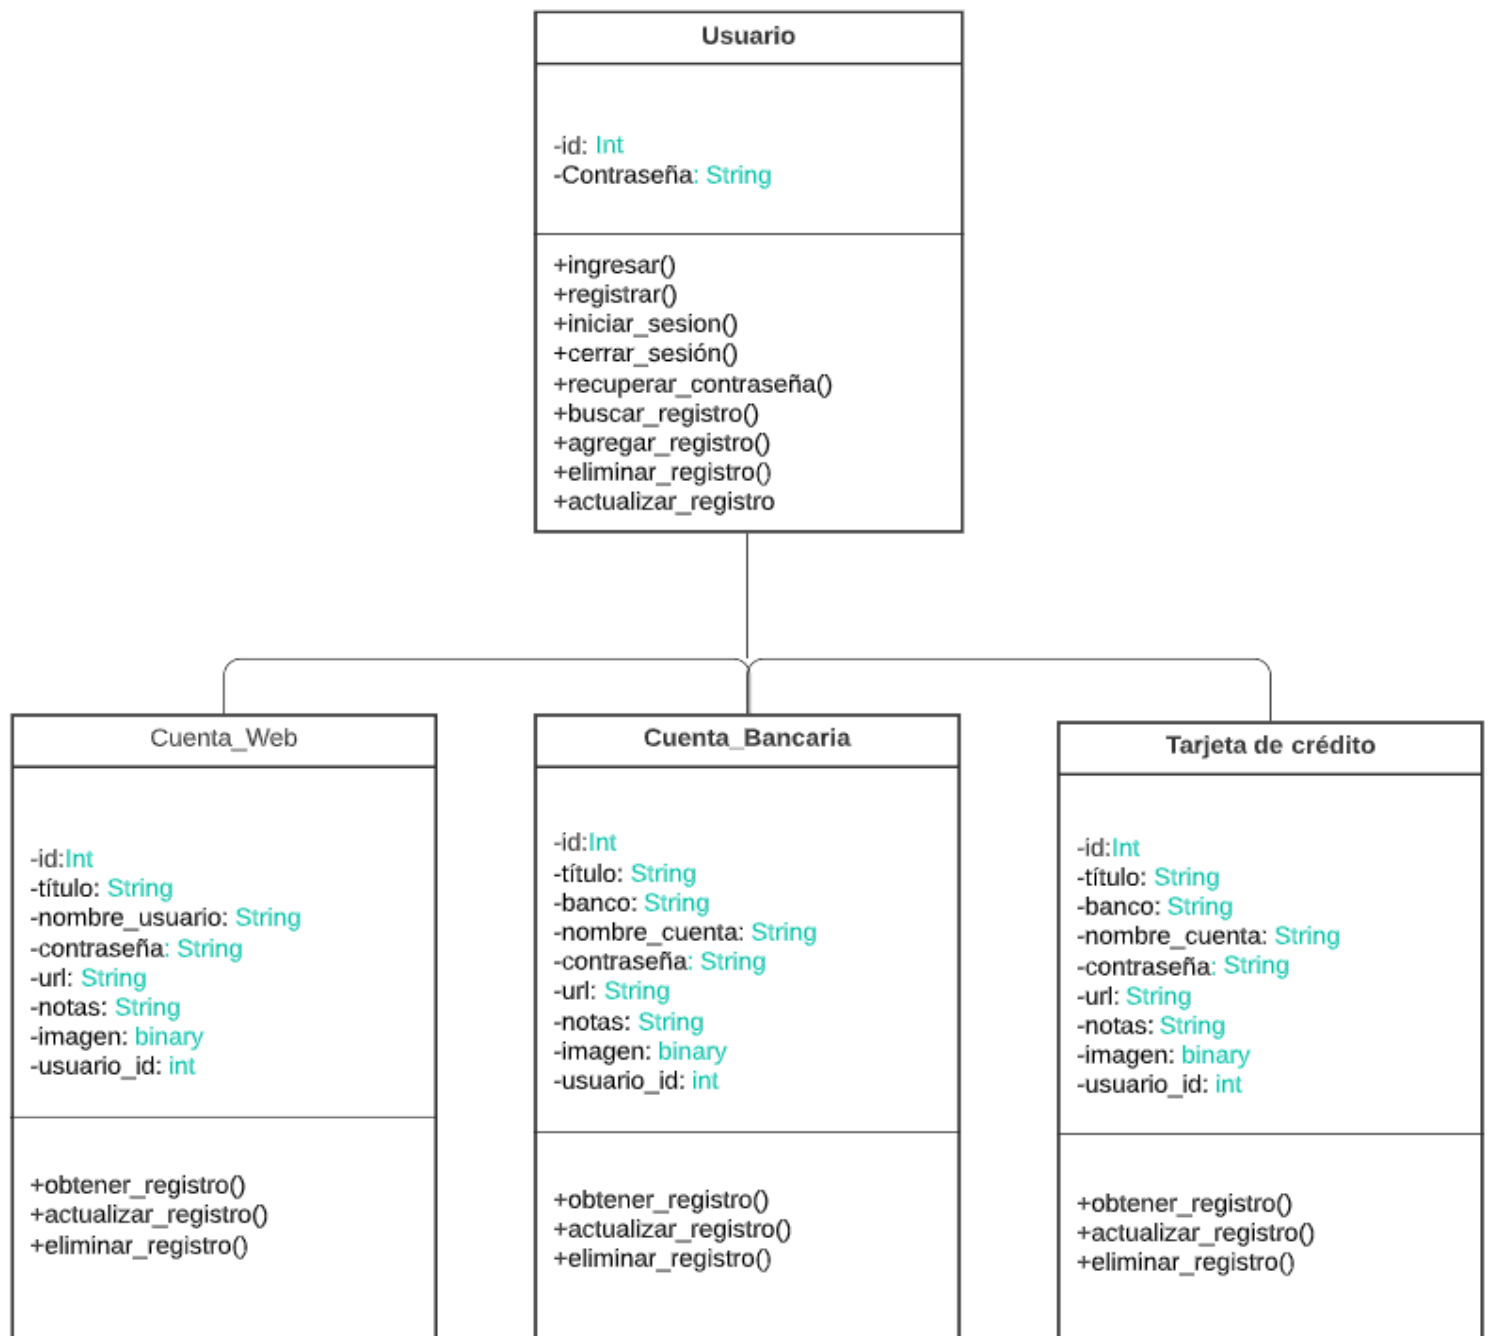 Usuario
-id: Int
-Contraseña: String
+ingresar()
+registrar()
+iniciar_sesion()
+cerrar_sesión()
+recuperar_contraseña()
+buscar_registro()
+agregar_registro()
+eliminar_registro()
+actualizar_registro
Cuenta_Web
-id:Int
-título: String
-nombre_usuario: String
-contraseña: String
-url: String
-notas: String
-imagen: binary
-usuario_id: int
+obtener_registro()
+actualizar_registro()
+eliminar_registro()
Cuenta_Bancaria
-id:Int
-título: String
-banco: String
-nombre_cuenta: String
-contraseña: String
-url: String
-notas: String
-imagen: binary
-usuario_id: int
+obtener_registro()
+actualizar_registro()
+eliminar_registro()
Tarjeta de crédito
-id:Int
-título: String
-banco: String
-nombre_cuenta: String
-contraseña: String
-url: String
-notas: String
-imagen: binary
-usuario_id: int
+obtener_registro()
+actualizar_registro()
+eliminar_registro()